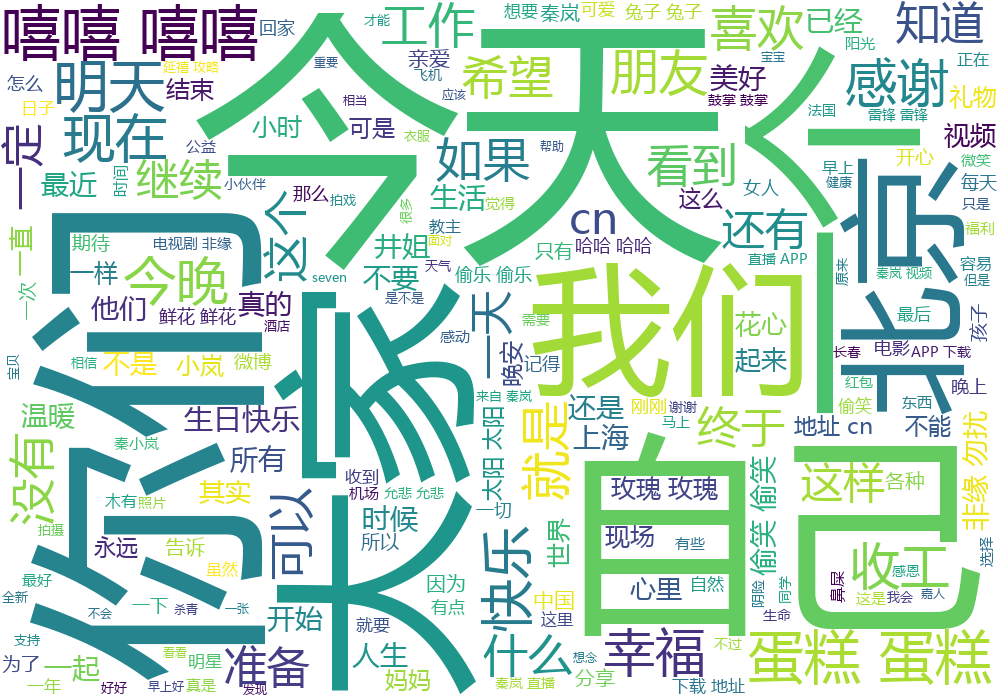 嘻嘻 嘻嘻
回家
今天
工作
才能
想要
秦岚
可爱
兔子 兔子
喜欢
已经
知道
怎么
明天
延禧 攻略
结束
重要
亲爱
飞机
希望
应该
宝宝
朋友
美好
鼓掌 鼓掌
阳光
感谢
正在
礼物
日子
现在
小时
相当
可是
衣服
帮助
法国
雷锋 雷锋
视频
一定
公益
最近
时间
继续
小伙伴
那么
拍戏
很多
如果
看到
这么
女人
早上
健康
开心
微笑
每天
只是
生活
觉得
教主
cn
还有
福利
一直
一次
期待
电视剧 非缘
这个
井姐
面对
只有
哈哈 哈哈
直播 APP
个人
北京
原来
秦岚 视频
容易
但是
一样
今晚
真的
seven
不要
天气
偷乐 偷乐
我们
他们
鲜花 鲜花
酒店
是不是
一天
需要
花心
最后
孩子
你们
宝贝
相信
不是
小岚
微博
大家
感动
晚安
记得
起来
长春
电影
APP 下载
红包
晚上
温暖
生日快乐
来自 秦岚
太阳 太阳
还是
刚刚
谢谢
马上
偷笑
东西
没有
秦小岚
所有
就是
上海
终于
地址 cn
不能
非缘 勿扰
木有
照片
其实
可以
收到
机场
允悲 允悲
玫瑰 玫瑰
自己
偷笑 偷笑
这样
各种
拍摄
永远
告诉
时候
所以
一切
快乐
世界
现场
有些
收工
选择
最好
虽然
因为
有点
中国
这里
心里
自然
阴险
同学
鼻屎
感恩
全新
一下
不会
杀青
一张
开始
就要
什么
想念
生命
这是
我会
嘉人
支持
为了
一起
看看
明星
准备
人生
妈妈
幸福
不过
蛋糕 蛋糕
一年
好好
早上好
真是
发现
秦岚 直播
分享
下载 地址